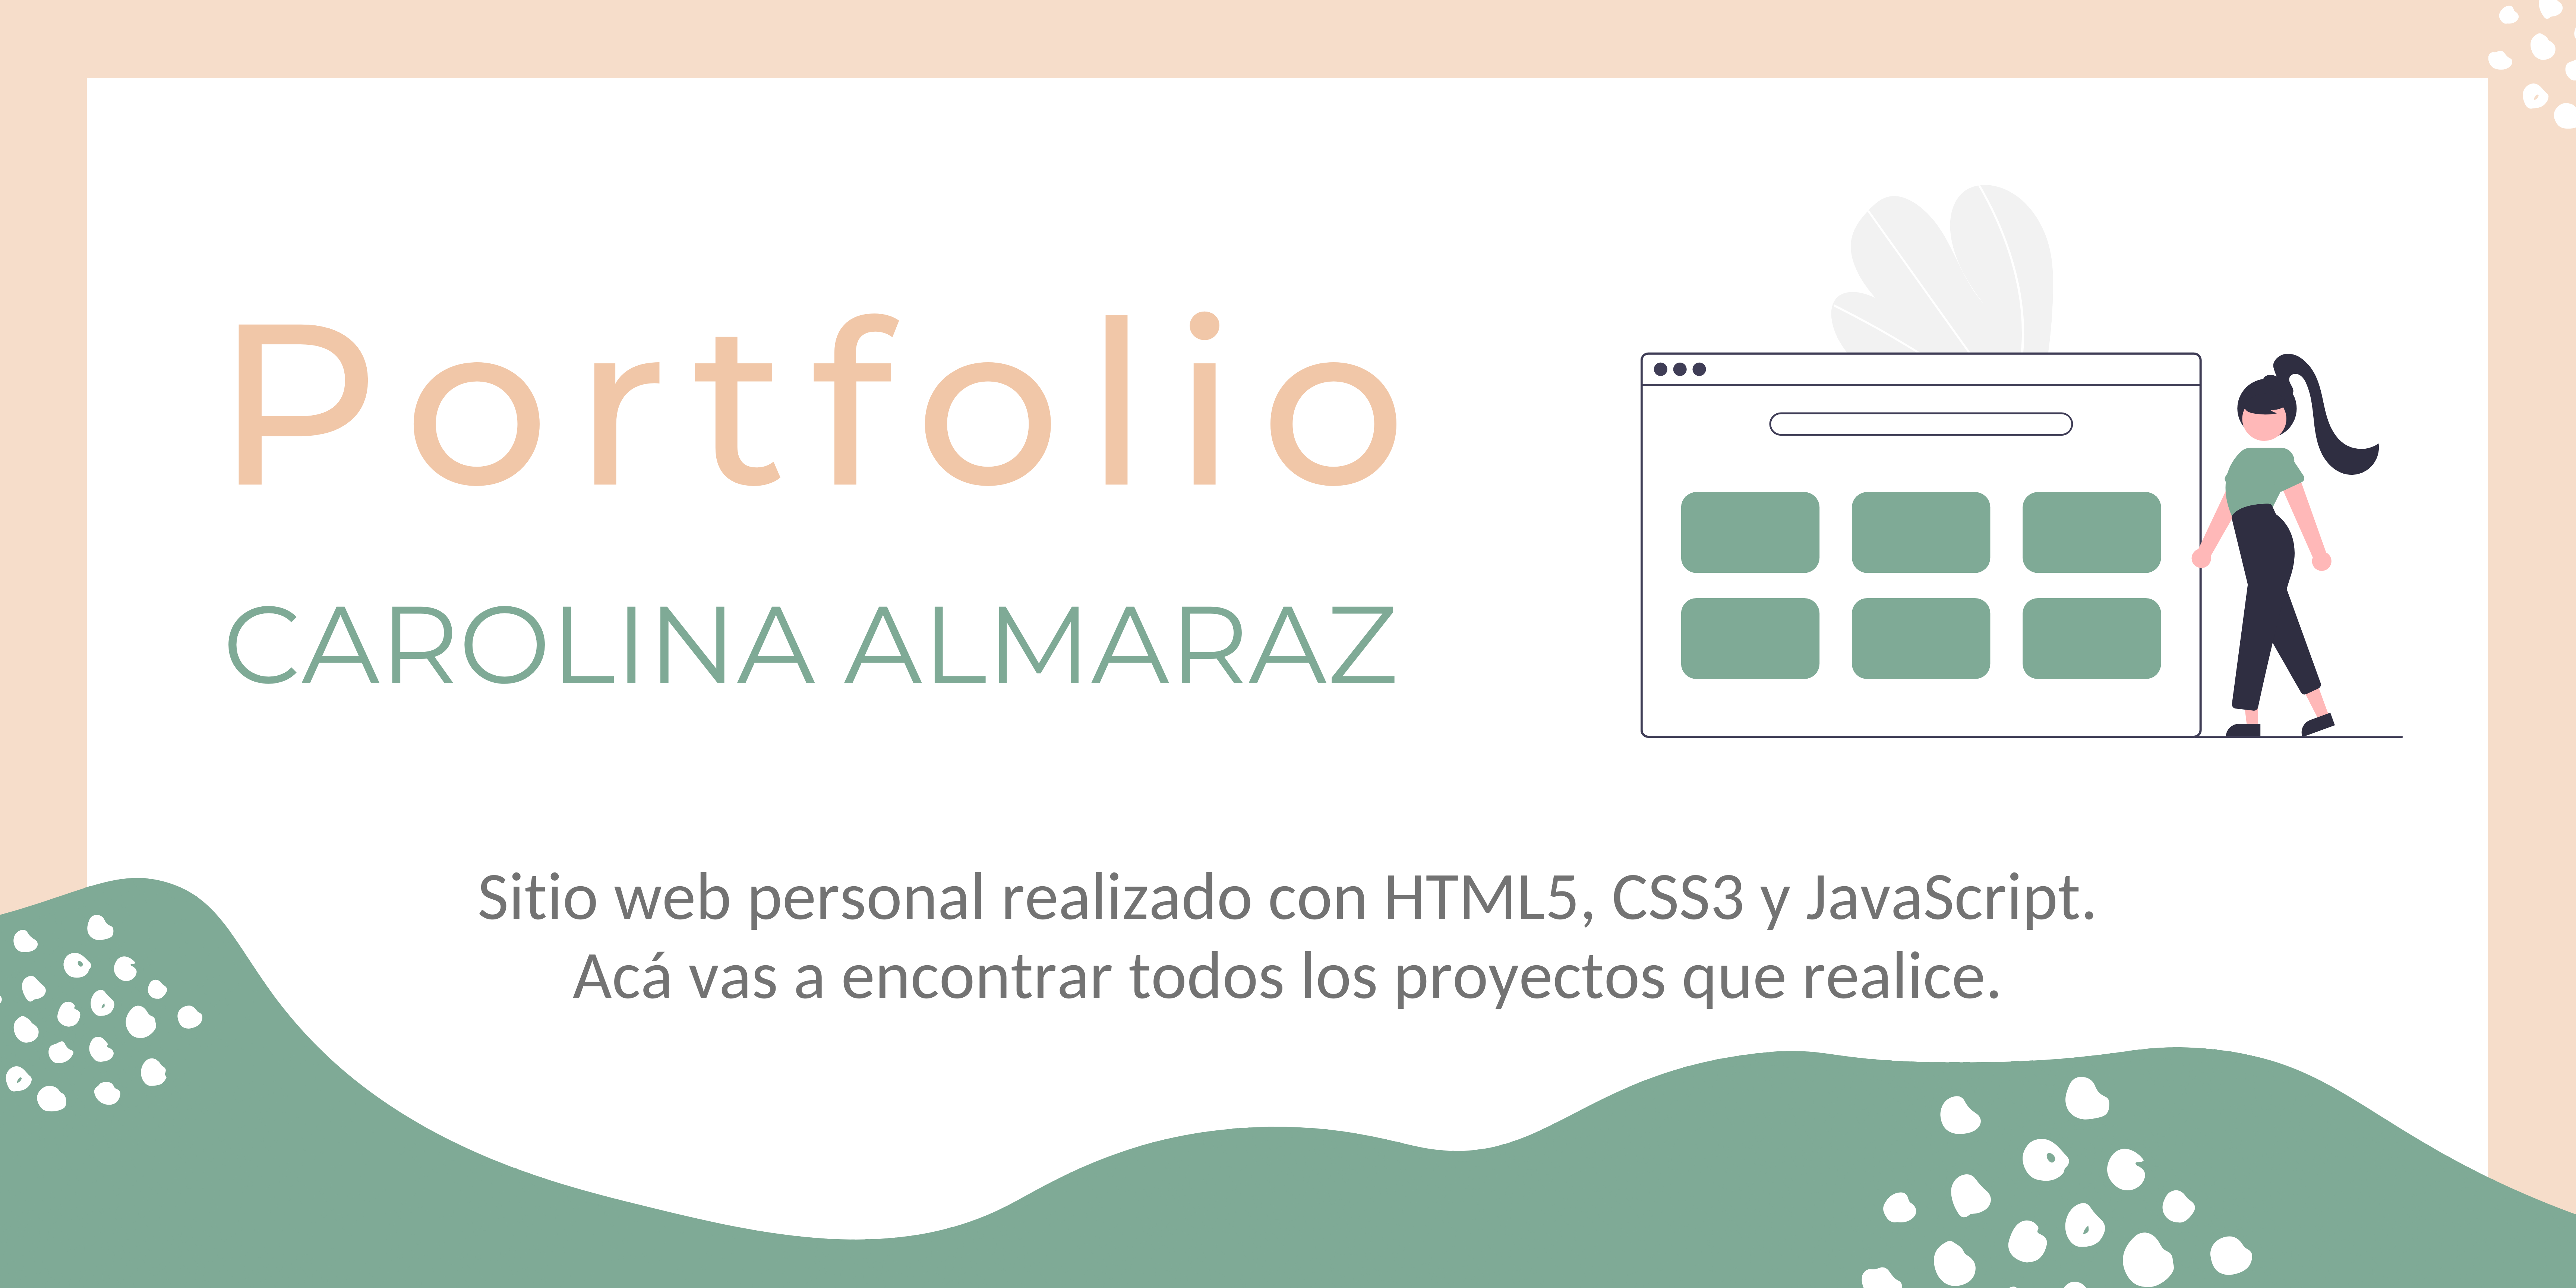 Portfolio
CAROLINA ALMARAZ
Sitio web personal realizado con HTML5, CSS3 y JavaScript.
Acá vas a encontrar todos los proyectos que realice.